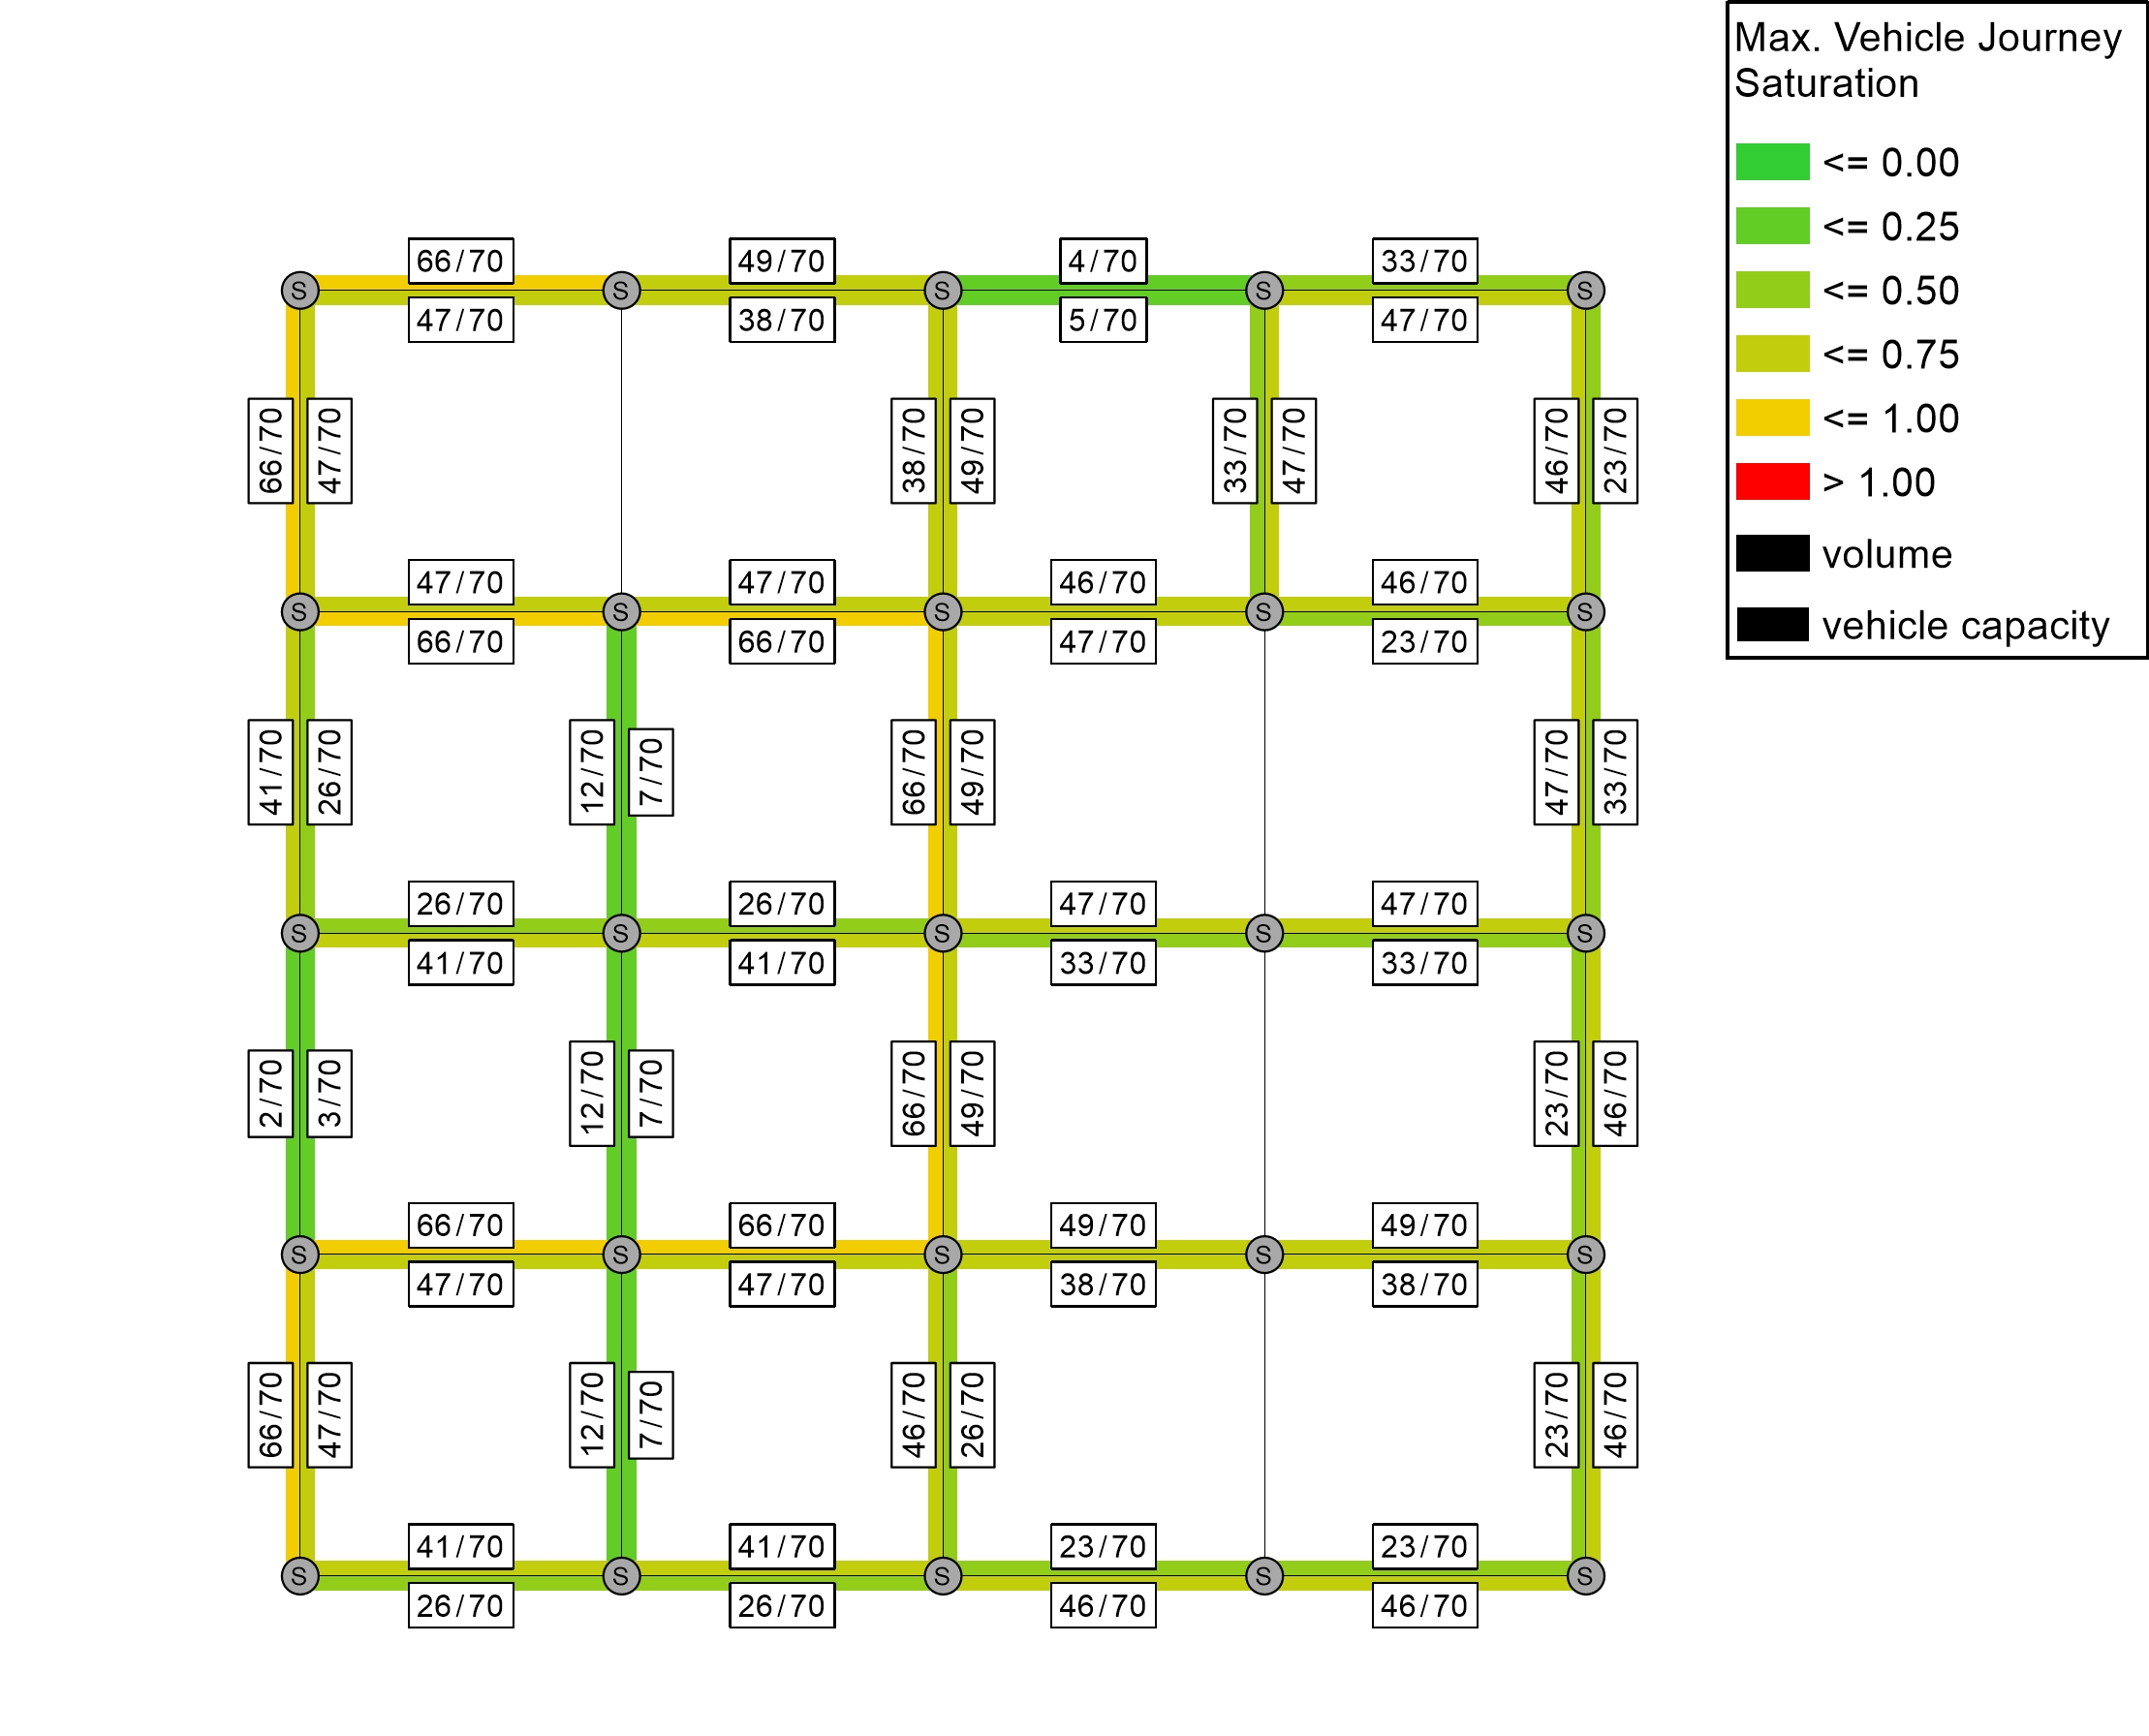 Max. Vehicle Journey
Saturation
<= 0.00
<= 0.25
<= 0.50
<= 0.75
<= 1.00
> 1.00
volume
vehicle capacity
66/70 49/70 4/70 33/70
S S S S S
47/70 38/70 5/70 47/70
66/70 47/70 38/70 49/70 33/70 47/70 46/70 23/70
47/70 47/70 46/70 46/70
S S S S S
66/70 66/70 47/70 23/70
41/70 26/70 12/70 7/70 66/70 49/70 47/70 33/70
26/70 26/70 47/70 47/70
S S S S S
41/70 41/70 33/70 33/70
2/70 3/70 12/70 7/70 66/70 49/70 23/70 46/70
66/70 66/70 49/70 49/70
S S S S S
47/70 47/70 38/70 38/70
66/70 47/70 12/70 7/70 46/70 26/70 23/70 46/70
41/70 41/70 23/70 23/70
S S S S S
26/70 26/70 46/70 46/70